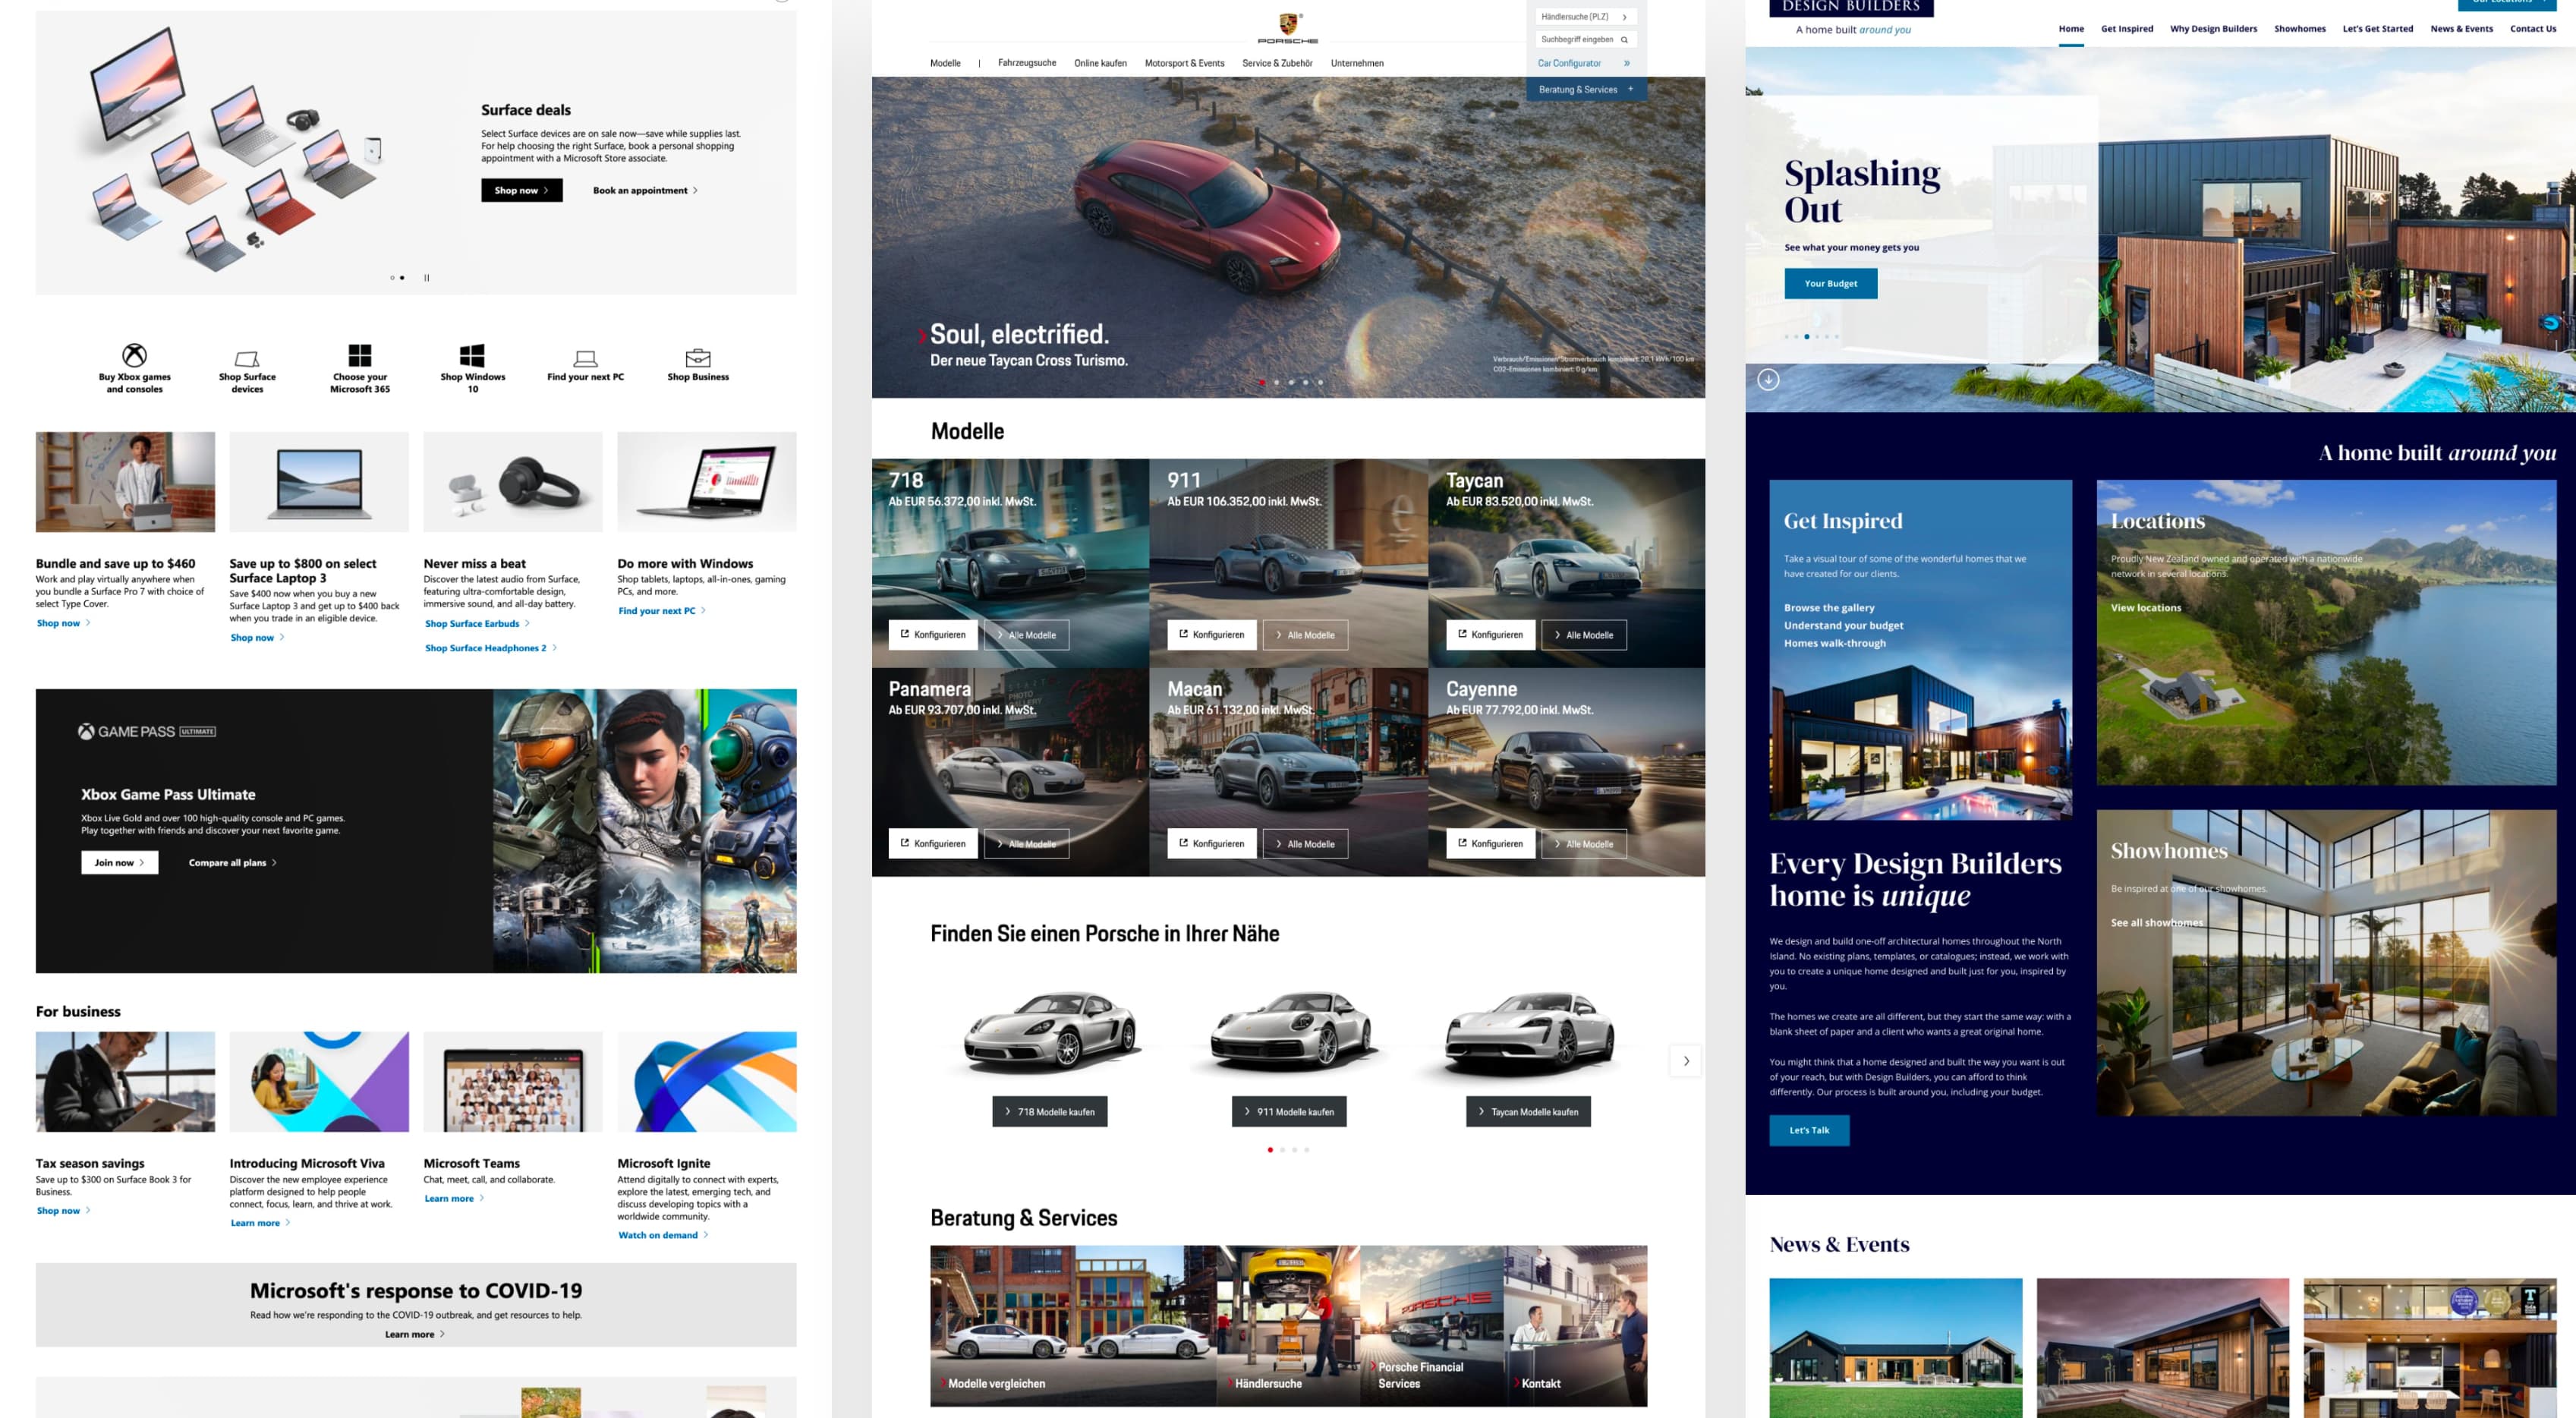 Surface deals
Select Surface devices are on sale now—save while supplies last.
For help choosing the right Surface, book a personal shopping
appointment with a Microsoft Store associate.
Shop now
Book an appointment
Buy Xbox games
and consoles
Shop Surface
devices
Choose your
Microsoft 365
Shop Windows
10
Find your next PC
Shop Business
Bundle and save up to $460
Work and play virtually anywhere when
you bundle a Surface Pro 7 with choice of
select Type Cover.
Shop now
Save up to $800 on select
Surface Laptop 3
Save $400 now when you buy a new
Surface Laptop 3 and get up to $400 back
when you trade in an eligible device.
Shop now
Never miss a beat
Discover the latest audio from Surface,
featuring ultra-comfortable design,
immersive sound, and all-day battery.
Shop Surface Earbuds
Shop Surface Headphones 2
Do more with Windows
Shop tablets, laptops, all-in-ones, gaming
PCs, and more.
Find your next PC
GAME PASS ULTIMATE
Xbox Game Pass Ultimate
Xbox Live Gold and over 100 high-quality console and PC games.
Play together with friends and discover your next favorite game.
Join now
Compare all plans
For business
Tax season savings
Save up to $300 on Surface Book 3 for
Business.
Shop now
Introducing Microsoft Viva
Discover the new employee experience
platform designed to help people
connect, focus, learn, and thrive at work.
Learn more
Microsoft Teams
Chat, meet, call, and collaborate.
Learn more
Microsoft Ignite
Attend digitally to connect with experts,
explore the latest, emerging tech, and
discuss developing topics with a
worldwide community.
Watch on demand
Microsoft's response to COVID-19
Read how we're responding to the COVID-19 outbreak, and get resources to help.
Learn more
PORSCHE
Händlersuche (PLZ)
Suchbegriff eingeben
Car Configurator
Beratung & Services +
Modelle | Fahrzeugsuche Online kaufen Motorsport & Events Service & Zubehör Unternehmen
Soul, electrified.
Der neue Taycan Cross Turismo.
Verbrauch/Emissionen*Stromverbrauch kombiniert: 28,1 kWh/100 km
CO2-Emissionen kombiniert: 0 g/km
Modelle
718
Ab EUR 56.372,00 inkl. MwSt.
Konfigurieren
Alle Modelle
911
Ab EUR 106.352,00 inkl. MwSt.
Konfigurieren
Alle Modelle
Taycan
Ab EUR 83.520,00 inkl. MwSt.
Konfigurieren
Alle Modelle
Panamera
Ab EUR 93.707,00 inkl. MwSt.
START
PHOTO
GALLERY
Konfigurieren
Alle Modelle
Macan
Ab EUR 61.132,00 inkl. MwSt.
Konfigurieren
Alle Modelle
Cayenne
Ab EUR 77.792,00 inkl. MwSt.
Konfigurieren
Alle Modelle
Finden Sie einen Porsche in Ihrer Nähe
718 Modelle kaufen
911 Modelle kaufen
Taycan Modelle kaufen
Beratung & Services
PORSCHE
Modelle vergleichen
Händlersuche
Porsche Financial
Services
Kontakt
DESIGN BUILDERS
A home built around you
Our Locations
Home Get Inspired Why Design Builders Showhomes Let's Get Started News & Events Contact Us
Splashing
Out
See what your money gets you
Your Budget
A home built around you
Get Inspired
Take a visual tour of some of the wonderful homes that we
have created for our clients.
Browse the gallery
Understand your budget
Homes walk-through
Locations
Proudly New Zealand owned and operated with a nationwide
network in several locations.
View locations
Showhomes
Be inspired at one of our showhomes.
See all showhomes
Every Design Builders
home is unique
We design and build one-off architectural homes throughout the North
Island. No existing plans, templates, or catalogues; instead, we work with
you to create a unique home designed and built just for you, inspired by
you.
The homes we create are all different, but they start the same way: with a
blank sheet of paper and a client who wants a great original home.
You might think that a home designed and built the way you want is out
of your reach, but with Design Builders, you can afford to think
differently. Our process is built around you, including your budget.
Let's Talk
News & Events